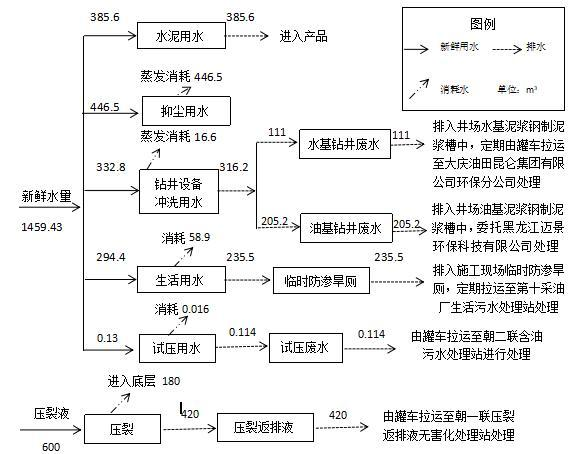 385.6
水泥用水
385.6
进入产品
图例
新鲜用水
排水
消耗水
单位：m³
蒸发消耗 446.5
446.5
抑尘用水
蒸发消耗 16.6
332.8
钻井设备
冲洗用水
316.2
111
水基钻井废水
111
排入井场水基泥浆钢制泥
浆槽中，定期由罐车拉运
至大庆油田昆仑集团有限
公司环保分公司处理
205.2
油基钻井废水
205.2
排入井场油基泥浆钢制泥
浆槽中，委托黑龙江迈景
环保科技有限公司处理
新鲜水量
1459.43
消耗 58.9
294.4
生活用水
235.5
临时防渗旱厕
235.5
排入施工现场临时防渗旱
厕，定期拉运至第十采油
厂生活污水处理站处理
消耗 0.016
0.13
试压用水
0.114
试压废水
0.114
由罐车拉运至朝二联含油
污水处理站进行处理
进入底层 180
压裂液
600
压裂
420
压裂返排液
420
由罐车拉运至朝一联压裂
返排液无害化处理站处理